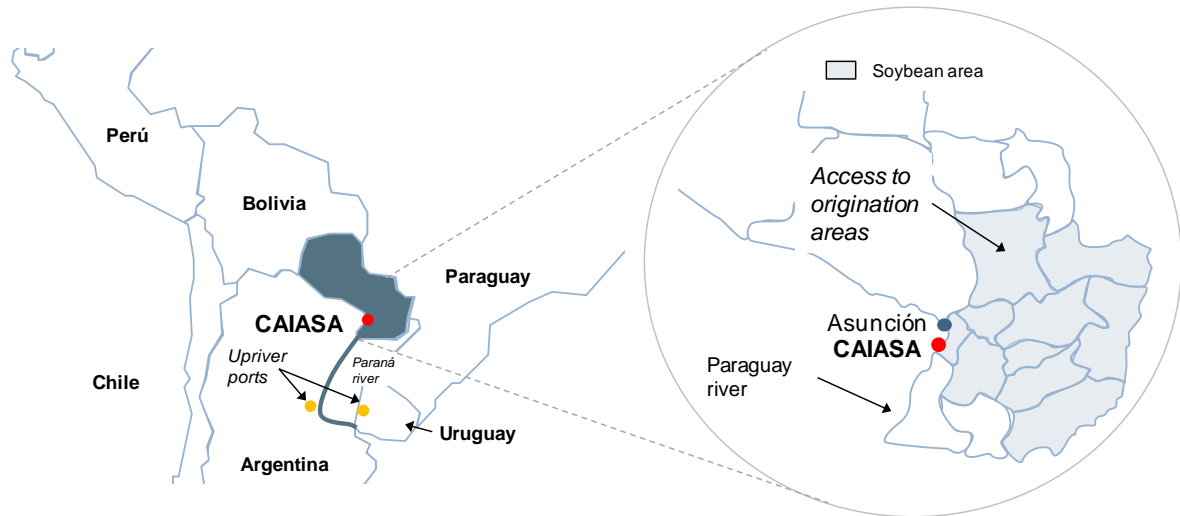 Perú
Bolivia
Paraguay
CAIASA
Upriver
ports
Paraná
river
Chile
Uruguay
Argentina
Soybean area
Access to
origination
areas
Asunción
CAIASA
Paraguay
river